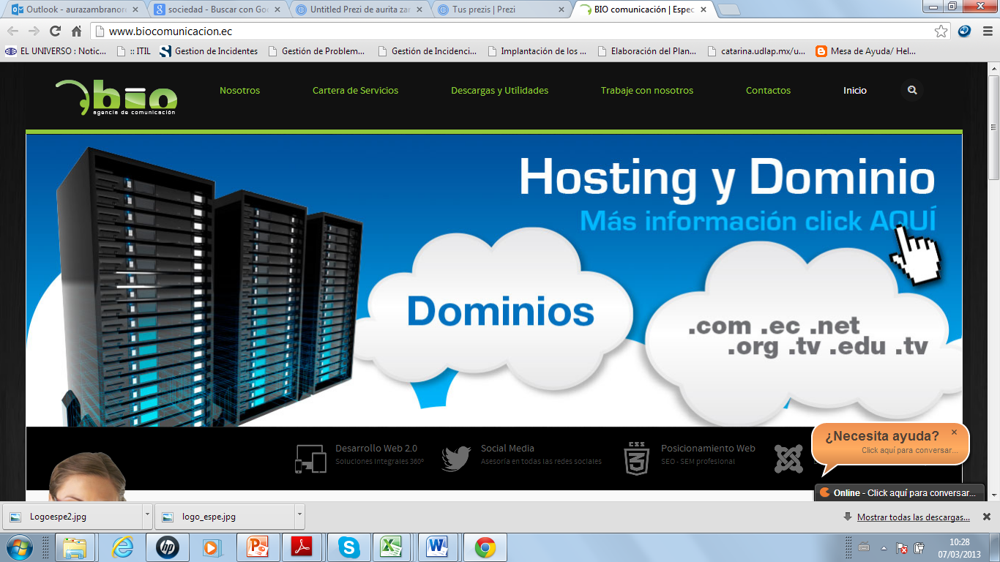 Outlook - aurazambranore
sociedad - Buscar con Goo
Untitled Prezi de aurita zar
Tus prezis | Prezi
BIO comunicación | Espec
www.biocomunicacion.ec
EL UNIVERSO : Notic...
:: ITIL
Gestion de Incidentes
Gestión de Problem...
Gestión de Incidenci...
Implantación de los ...
Elaboración del Plan...
catarina.udlap.mx/u...
Mesa de Ayuda/ Hel...
bio
agencia de comunicación
Nosotros
Cartera de Servicios
Descargas y Utilidades
Trabaje con nosotros
Contactos
Inicio
Hosting y Dominio
Más información click AQUÍ
Dominios
.com .ec .net
.org .tv .edu .tv
Desarrollo Web 2.0
Soluciones Integrales 360º
Social Media
Asesoría en todas las redes sociales
CSS
3
Posicionamiento Web
SEO - SEM profesional
¿Necesita ayuda?
Click aquí para conversar...
Online - Click aquí para conversar...
Logoespe2.jpg
logo_espe.jpg
Mostrar todas las descargas...
10:28
07/03/2013